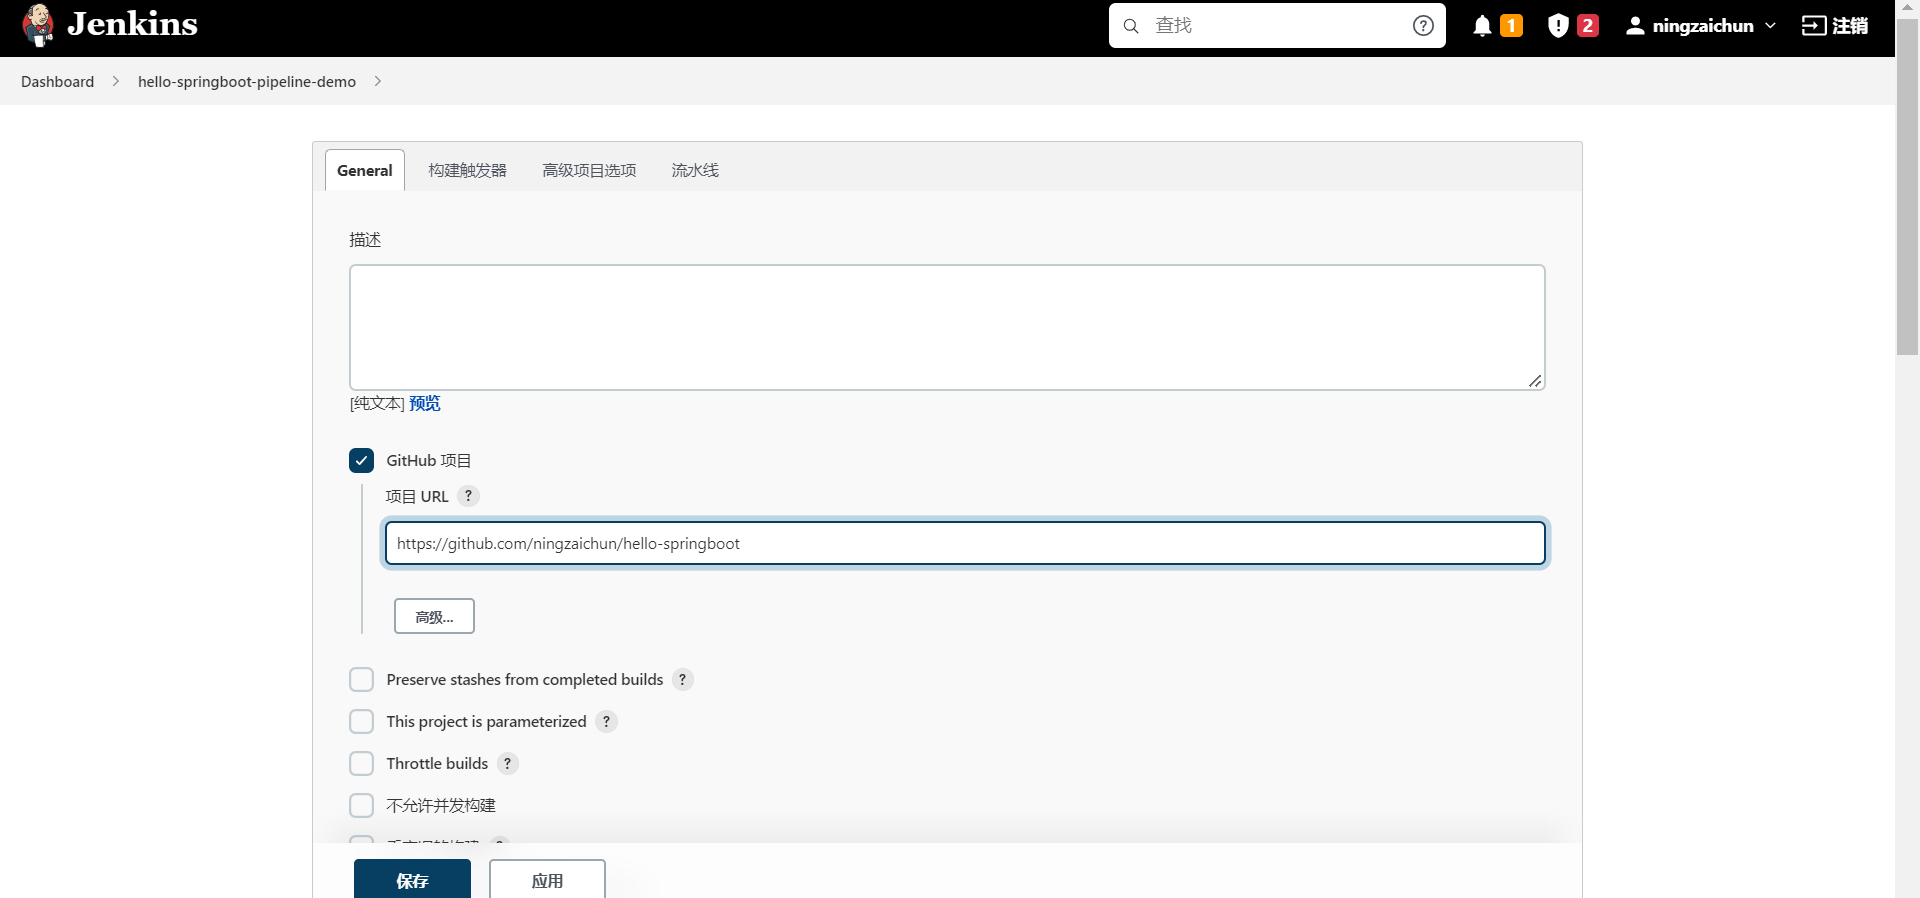 Jenkins
查找
1
2
ningzaichun
注销
Dashboard
hello-springboot-pipeline-demo
General
构建触发器
高级项目选项
流水线
描述
[纯文本] 预览
GitHub 项目
项目 URL ?
https://github.com/ningzaichun/hello-springboot
高级...
Preserve stashes from completed builds ?
This project is parameterized ?
Throttle builds ?
不允许并发构建
保存
应用